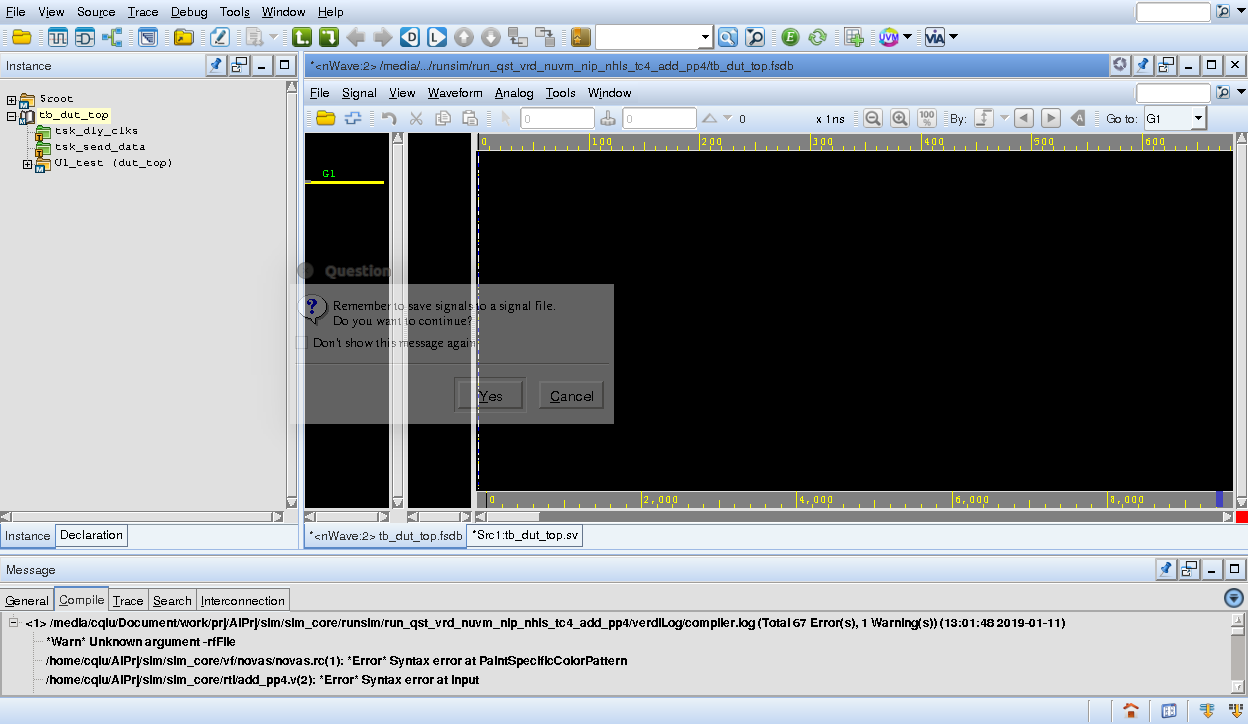 File View Source Trace Debug Tools Window Help
Instance
$root
tb_dut_top
tsk_dly_clks
tsk_send_data
U1_test (dut_top)
Instance Declaration
*<nWave:2> /media/.../runsim/run_qst_vrd_nuvm_nip_nhls_tc4_add_pp4/tb_dut_top.fsdb
File Signal View Waveform Analog Tools Window
0 0 0 x 1ns 100 % By: Go to: G1
0 100 200 300 400 500 600
G1
Question
Remember to save signals to a signal file.
Do you want to continue?
Don't show this message again
Yes Cancel
0 2,000 4,000 6,000 8,000
*<nWave:2> tb_dut_top.fsdb *Src1:tb_dut_top.sv
Message
General Compile Trace Search Interconnection
<1> /media/cqlu/Document/work/prj/AIPrj/sim/sim_core/runsim/run_qst_vrd_nuvm_nip_nhls_tc4_add_pp4/verdiLog/compiler.log (Total 67 Error(s), 1 Warning(s)) (13:01:48 2019-01-11)
*Warn* Unknown argument -rfFile
/home/cqlu/AIPrj/sim/sim_core/vf/novas/novas.rc(1): *Error* Syntax error at PaintSpecificColorPattern
/home/cqlu/AIPrj/sim/sim_core/rtl/add_pp4.v(2): *Error* Syntax error at input